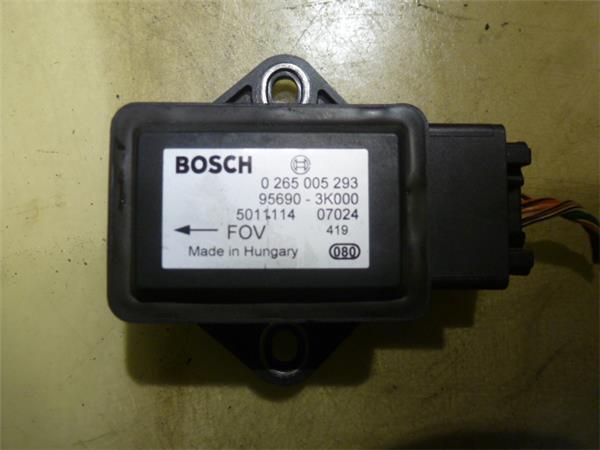 BOSCH
0 265 005 293
95690 - 3K000
5011114 07024
FOV 419
Made in Hungary 080